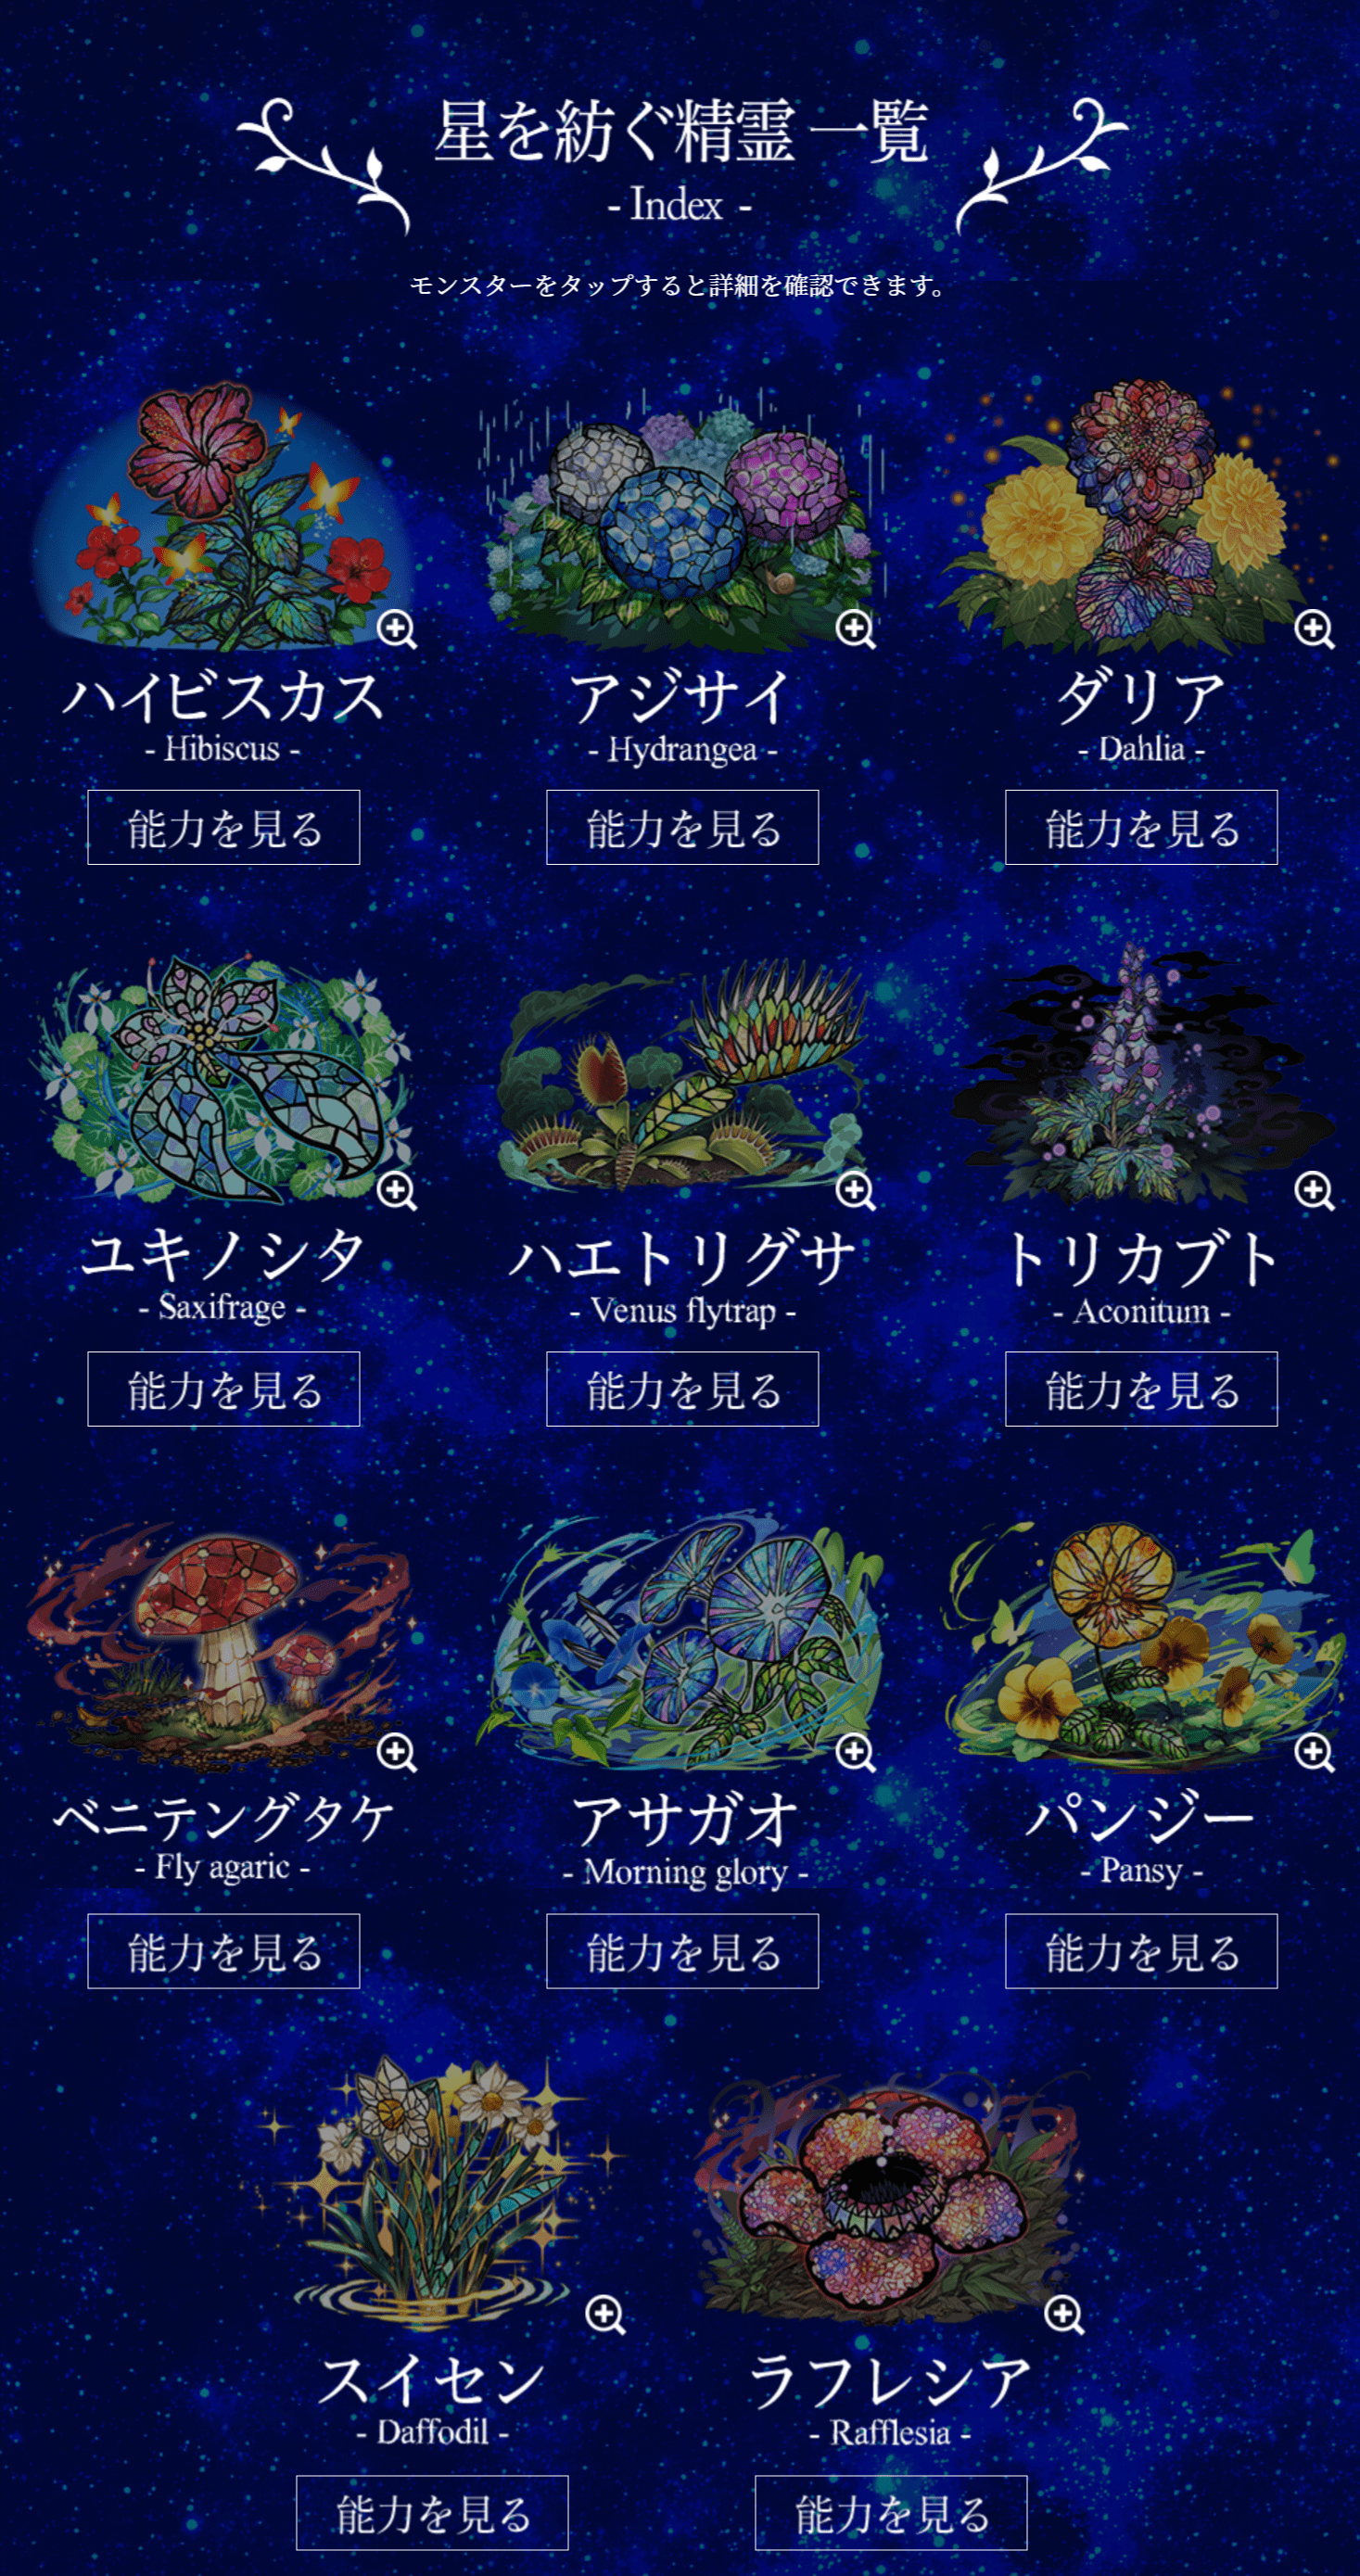 星を紡ぐ精霊 一覧
- Index -
モンスターをタップすると詳細を確認できます。
ハイビスカス
- Hibiscus -
能力を見る
アジサイ
- Hydrangea -
能力を見る
ダリア
- Dahlia -
能力を見る
ユキノシタ
- Saxifrage -
能力を見る
ハエトリグサ
- Venus flytrap -
能力を見る
トリカブト
- Aconitum -
能力を見る
ベニテングタケ
- Fly agaric -
能力を見る
アサガオ
- Morning glory -
能力を見る
パンジー
- Pansy -
能力を見る
スイセン
- Daffodil -
能力を見る
ラフレシア
- Rafflesia -
能力を見る